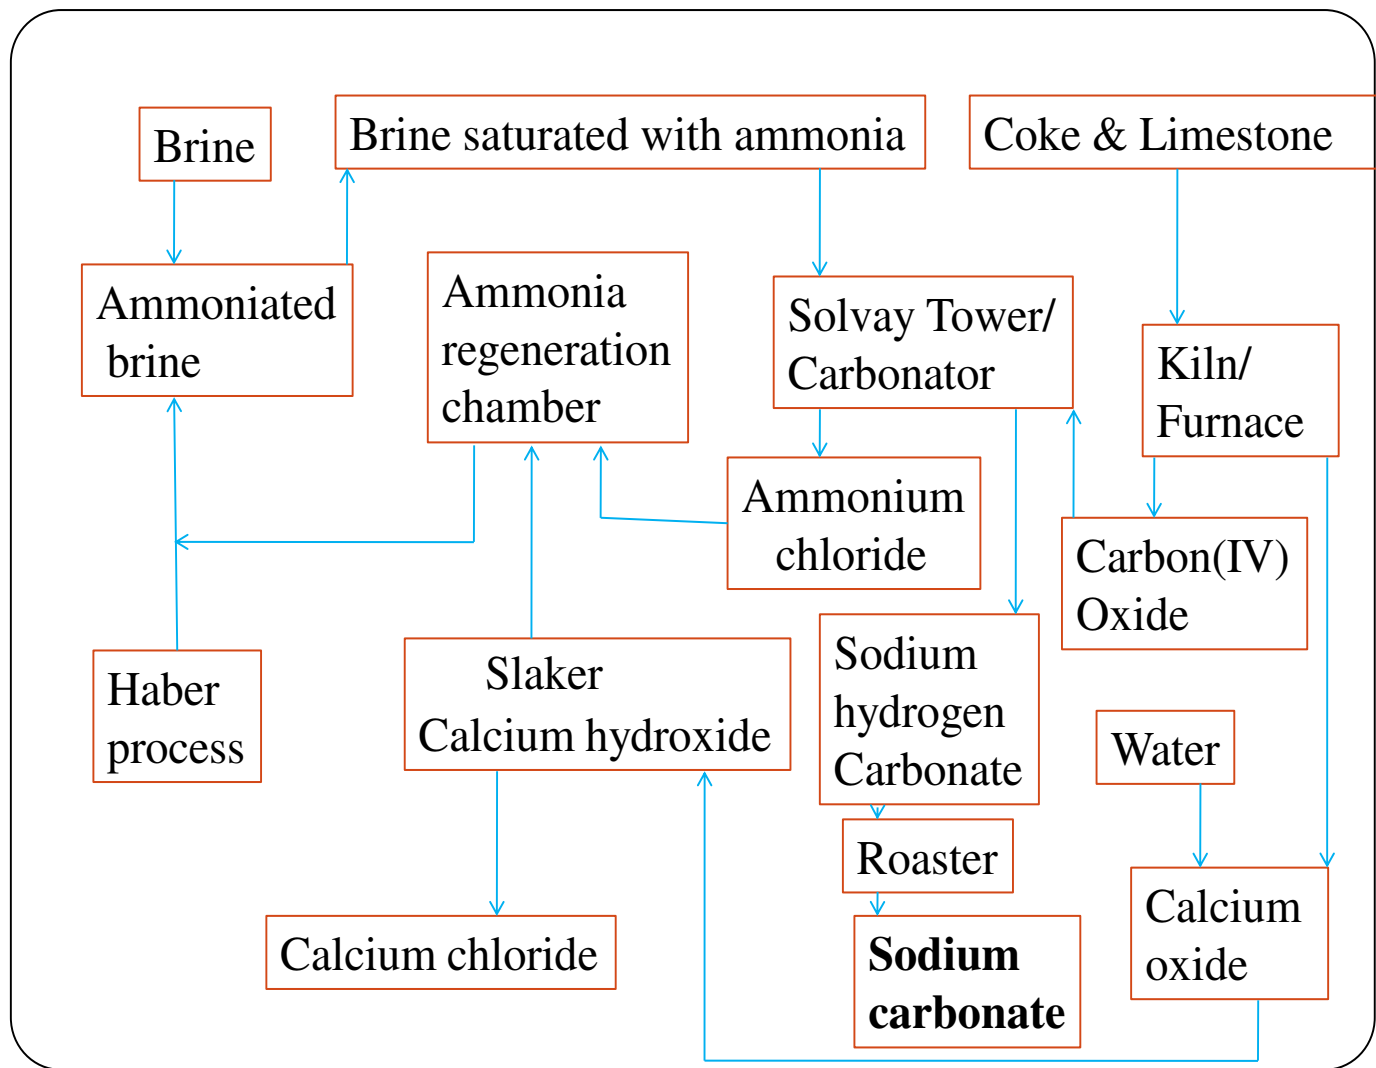 Brine
Brine saturated with ammonia
Coke & Limestone
Ammoniated
brine
Ammonia
regeneration
chamber
Solvay Tower/
Carbonator
Kiln/
Furnace
Ammonium
chloride
Carbon(IV)
Oxide
Haber
process
Slaker
Calcium hydroxide
Sodium
hydrogen
Carbonate
Water
Roaster
Calcium
oxide
Calcium chloride
Sodium
carbonate